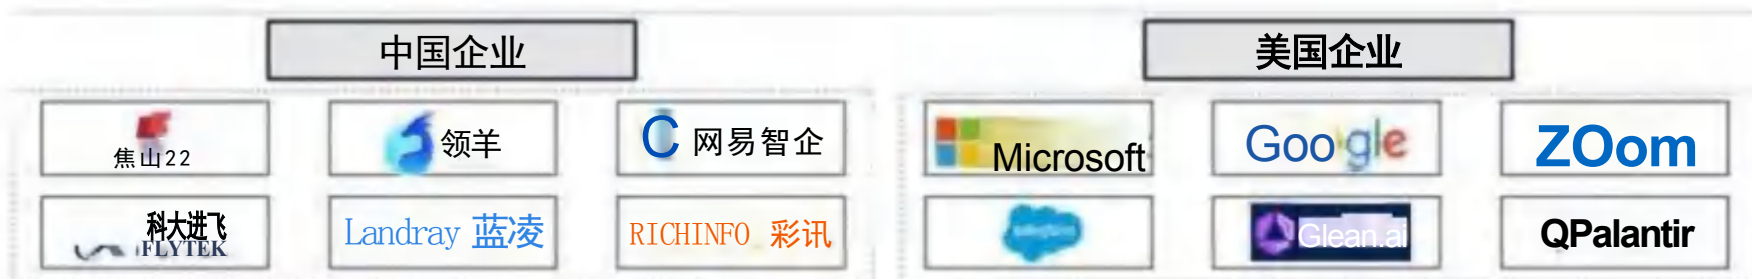 中国企业
美国企业
焦山22
领羊
C 网易智企
Microsoft
Google
ZOom
科大进飞
FLYTEK
Landray 蓝凌
RICHINFO 彩讯
Glean.ai
QPalantir